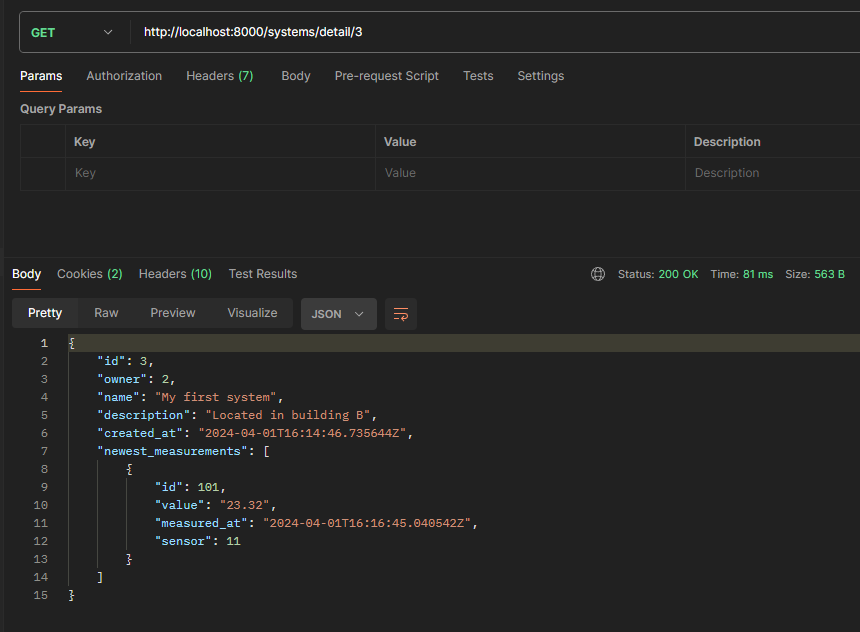 GET http://localhost:8000/systems/detail/3
Params Authorization Headers (7) Body Pre-request Script Tests Settings
Query Params
Key Value Description
Key Value Description
Body Cookies (2) Headers (10) Test Results Status: 200 OK Time: 81 ms Size: 563 B
Pretty Raw Preview Visualize JSON
1 {
2 "id": 3,
3 "owner": 2,
4 "name": "My first system",
5 "description": "Located in building B",
6 "created_at": "2024-04-01T16:14:46.735644Z",
7 "newest_measurements": [
8 {
9 "id": 101,
10 "value": "23.32",
11 "measured_at": "2024-04-01T16:16:45.040542Z",
12 "sensor": 11
13 }
14 ]
15 }